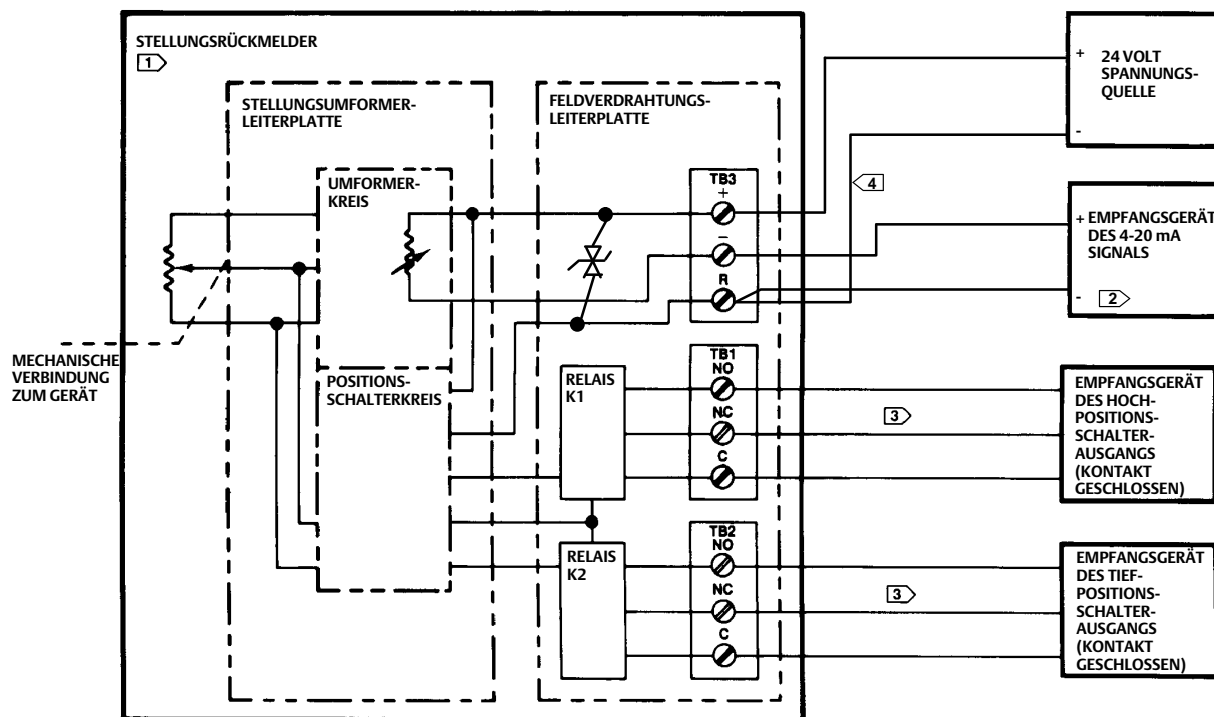 STELLUNGSRÜCKMELDER
1
STELLUNGSUMFORMER-
LEITERPLATTE
FELDVERDRAHTUNGS-
LEITERPLATTE
UMFORMER-
KREIS
POSITIONS-
SCHALTERKREIS
MECHANISCHE
VERBINDUNG
ZUM GERÄT
TB3
+
−
R
RELAIS
K1
TB1
NO
NC
C
RELAIS
K2
TB2
NO
NC
C
4
3
3
+
24 VOLT
SPANNUNGS-
QUELLE
-
+ EMPFANGSGERÄT
DES 4-20 mA
SIGNALS
- 2
EMPFANGSGERÄT
DES HOCH-
POSITIONS-
SCHALTER-
AUSGANGS
(KONTAKT
GESCHLOSSEN)
EMPFANGSGERÄT
DES TIEF-
POSITIONS-
SCHALTER-
AUSGANGS
(KONTAKT
GESCHLOSSEN)